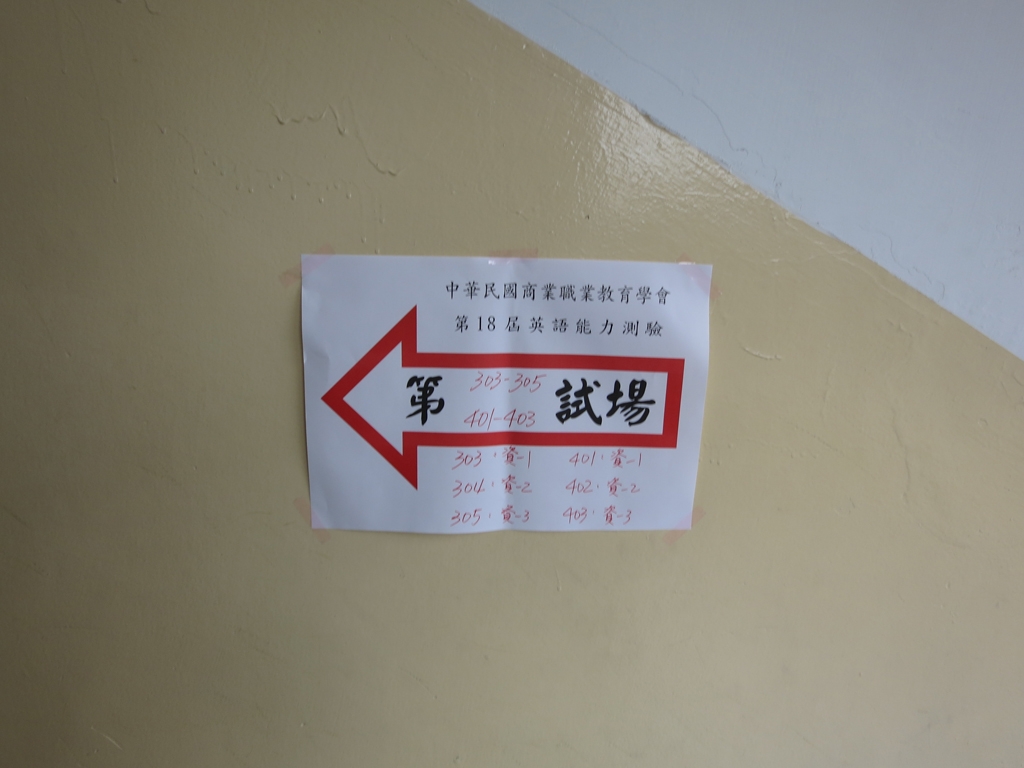 中華民國商業職業教育學會
第18屆英語能力測驗
第 303-305 試場
401-403
303,資-1 401,資-1
304,資-2 402,資-2
305,資-3 403,資-3